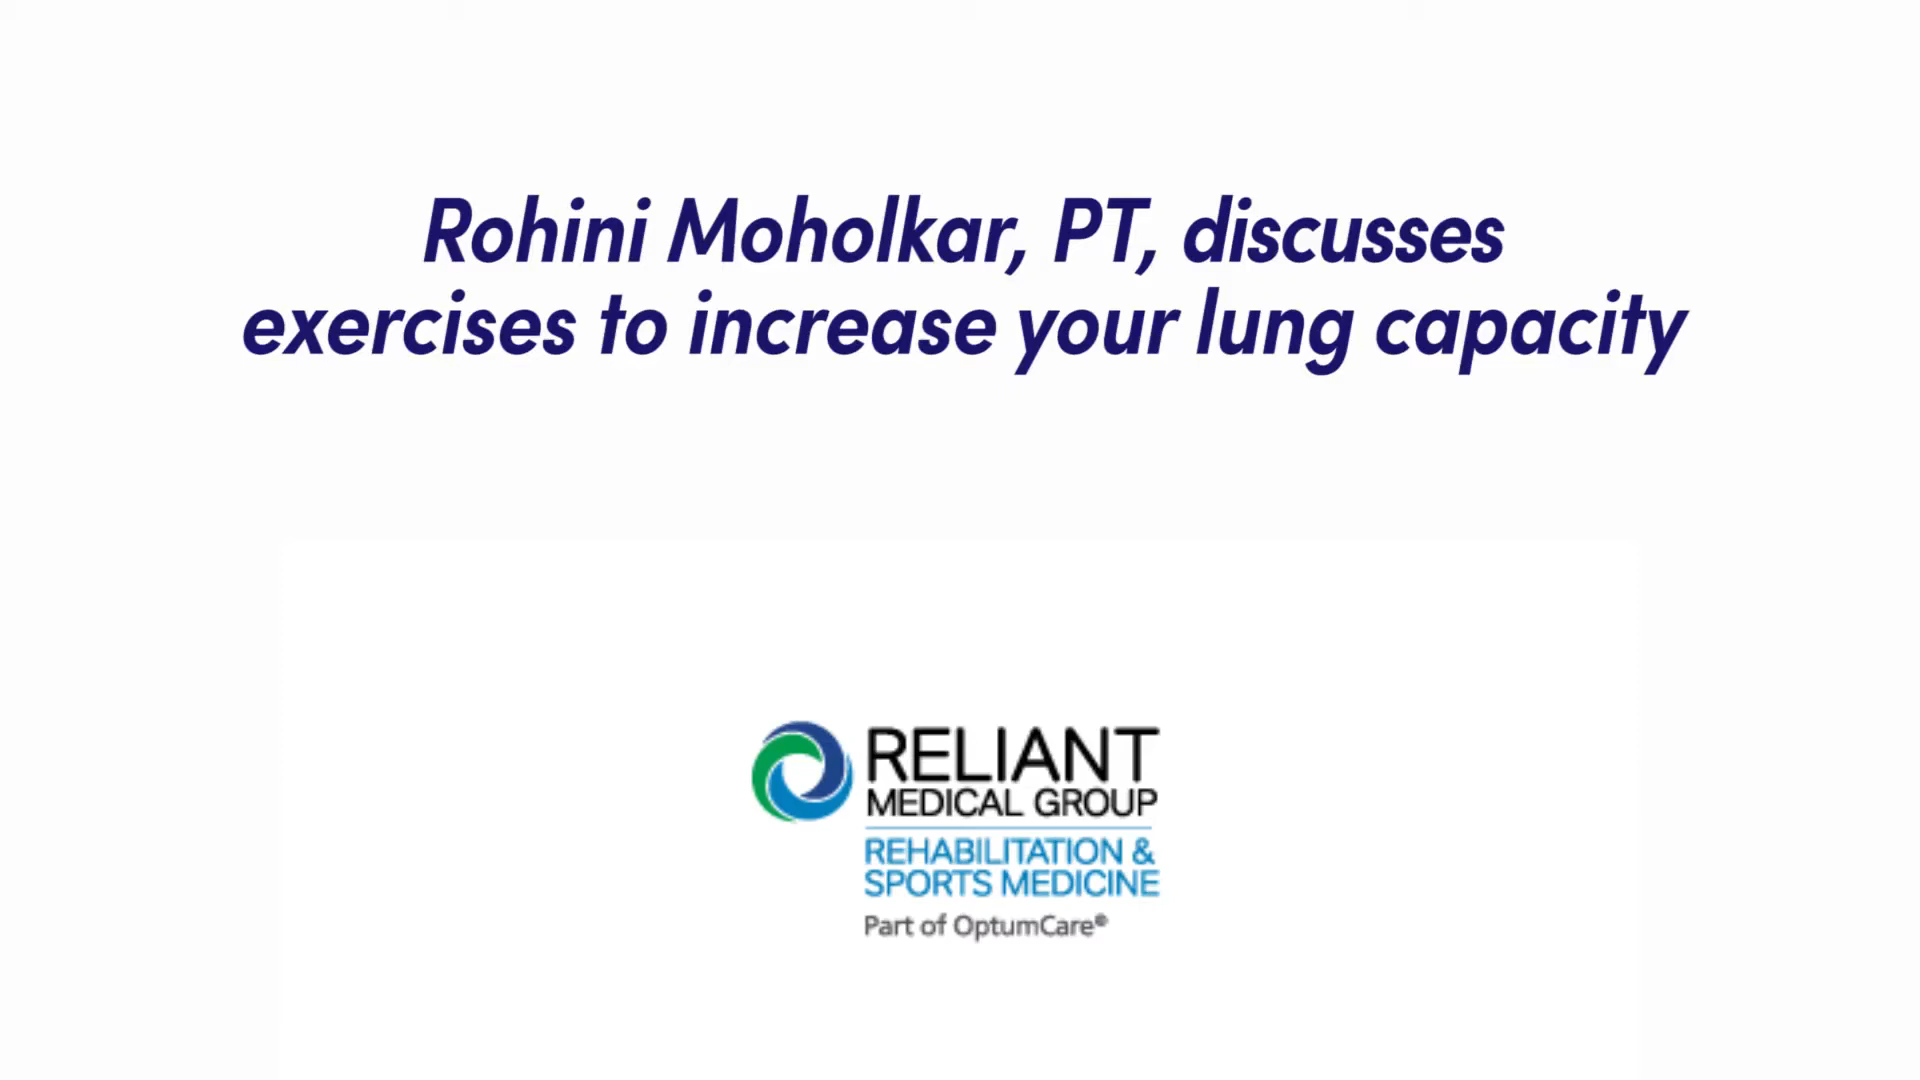 Rohini Moholkar, PT, discusses
exercises to increase your lung capacity
RELIANT
MEDICAL GROUP
REHABILITATION &
SPORTS MEDICINE
Part of OptumCare®